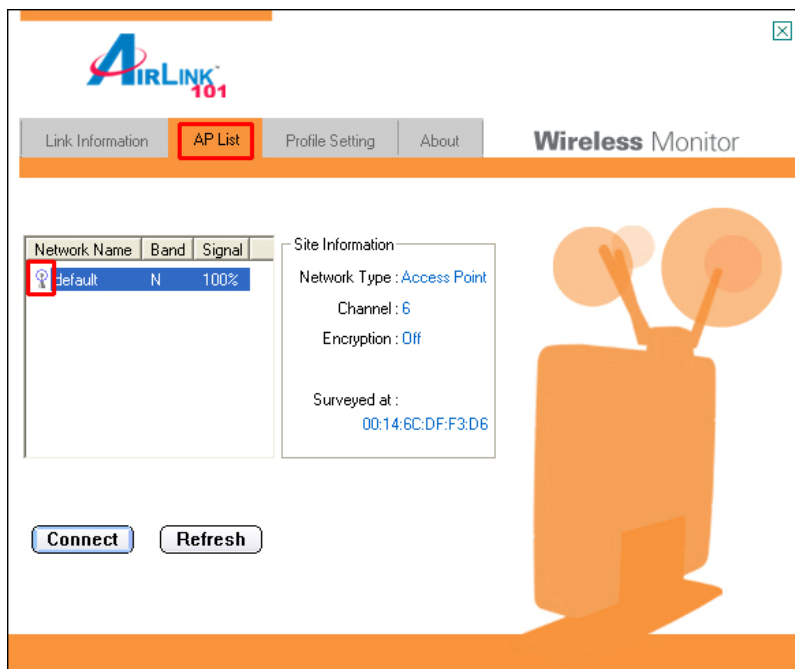 AIRLINK™
101
Link Information AP List Profile Setting About Wireless Monitor
Network Name Band Signal
default N 100%
Site Information
Network Type : Access Point
Channel : 6
Encryption : Off
Surveyed at :
00:14:6C:DF:F3:D6
Connect Refresh